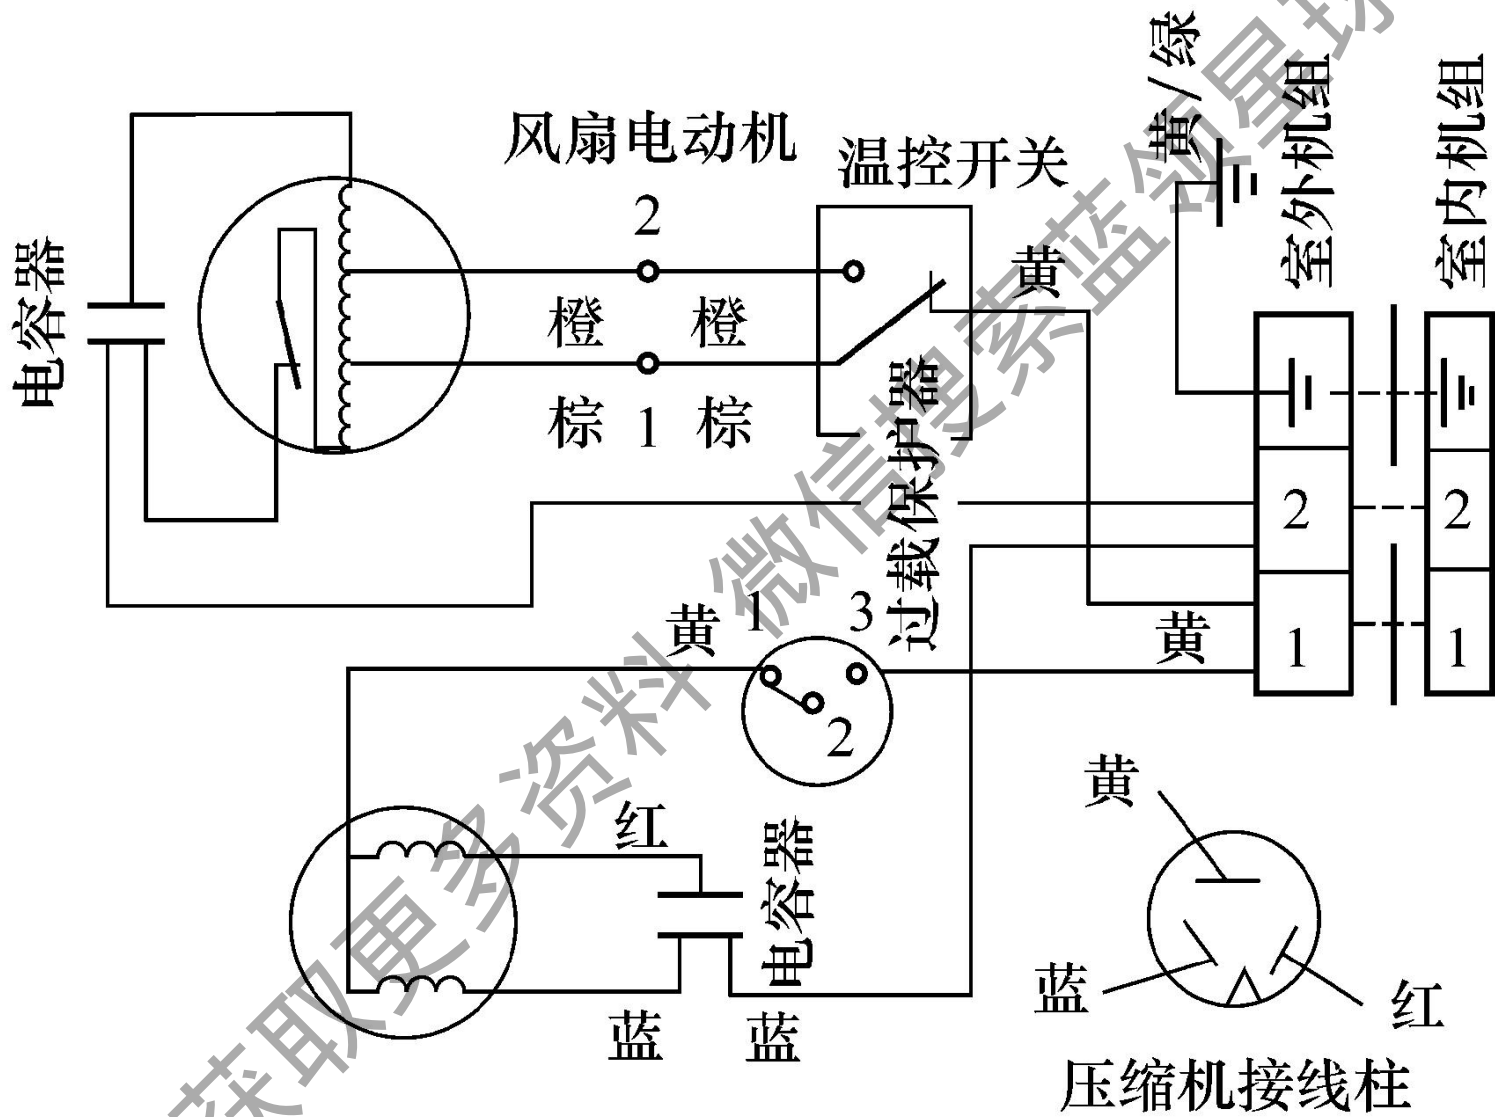 黄/绿
室外机组
室内机组
风扇电动机
温控开关
2
黄
电容器
橙
橙
棕
1
棕
过载保护器
2
2
黄
1
3
黄
1
1
2
黄
红
电容器
蓝
红
蓝
蓝
压缩机接线柱
获取更多资料 微信搜索蓝领星球